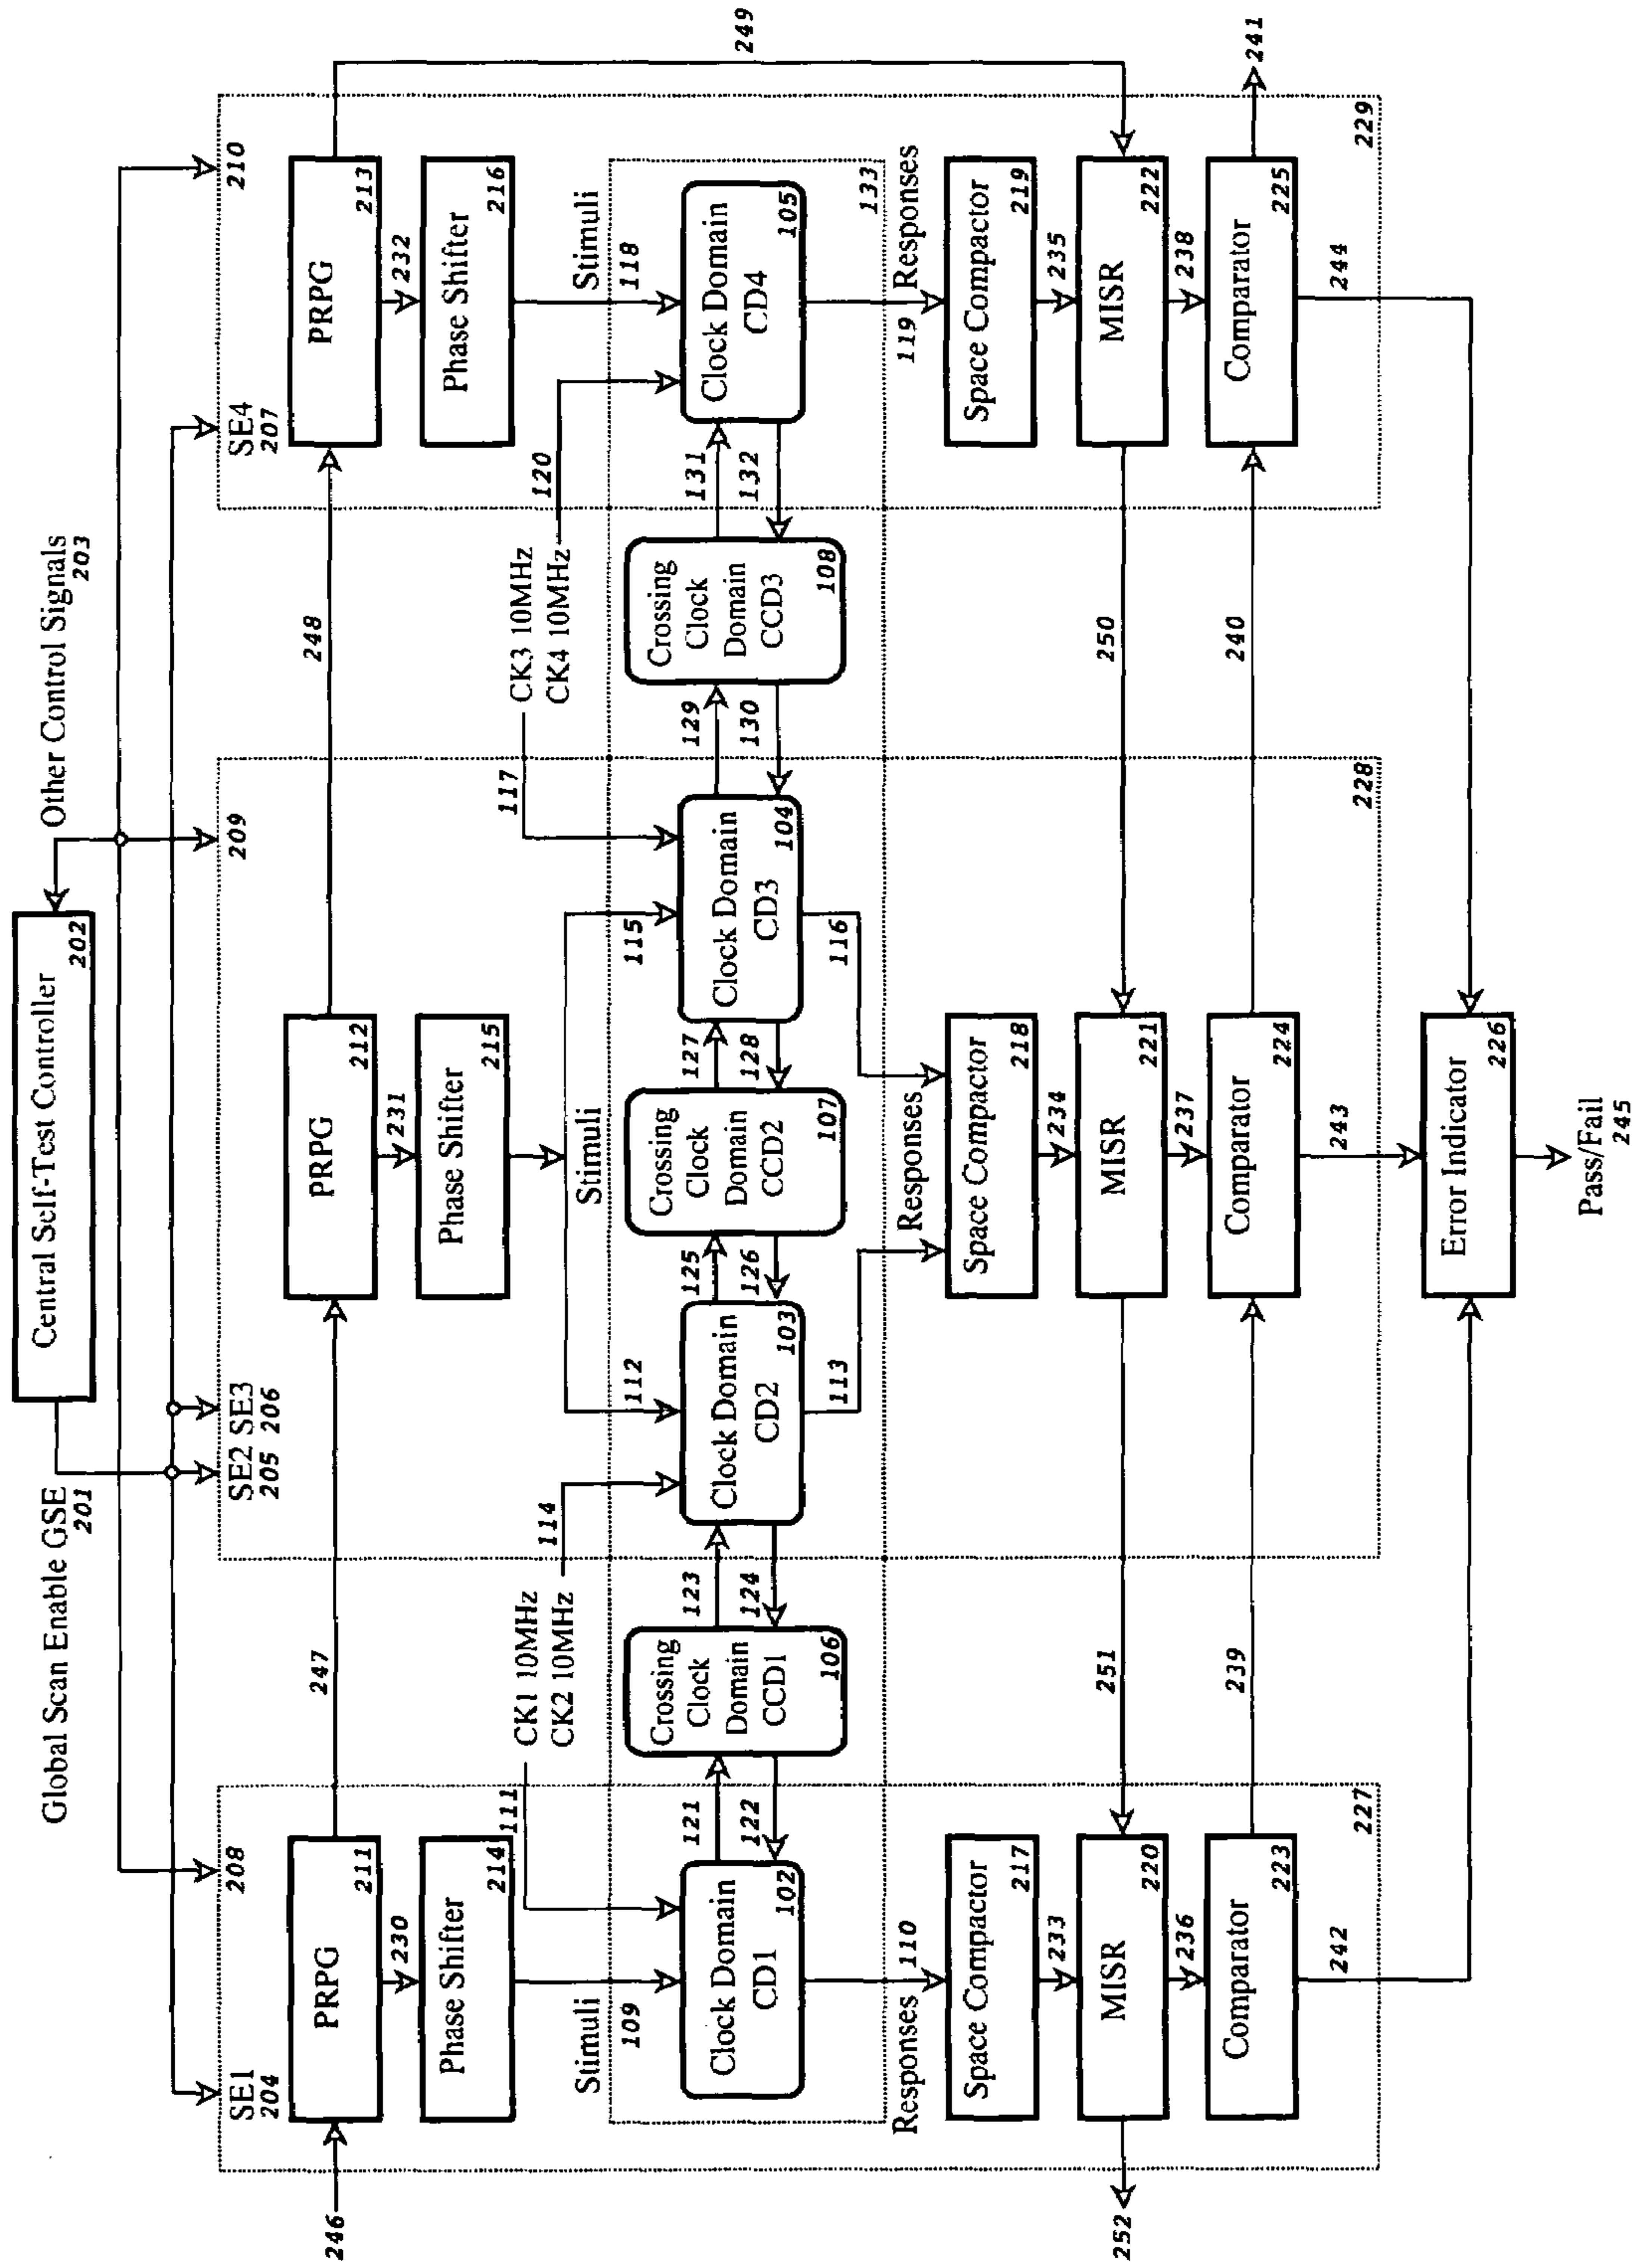 Central Self-Test Controller
202
Global Scan Enable GSE
201
Other Control Signals
203
SE1
204
208
SE2 SE3
205 206
209
SE4
207
210
246
PRPG
211
247
PRPG
212
248
PRPG
213
249
230
231
232
Phase Shifter
214
Phase Shifter
215
Phase Shifter
216
111
CK1 10MHz
CK2 10MHz
114
117
CK3 10MHz
CK4 10MHz
120
Stimuli
109
112
Stimuli
115
Stimuli
118
Clock Domain
CD1
102
121
122
Crossing
Clock
Domain
CCD1
106
123
124
Clock Domain
CD2
103
125
126
Crossing
Clock
Domain
CCD2
107
127
128
Clock Domain
CD3
104
129
130
Crossing
Clock
Domain
CCD3
108
131
132
Clock Domain
CD4
105
133
Responses
110
113
Responses
116
119
Responses
Space Compactor
217
Space Compactor
218
Space Compactor
219
233
234
235
252
MISR
220
251
MISR
221
250
MISR
222
236
237
238
Comparator
223
239
Comparator
224
240
Comparator
225
241
242
227
243
228
244
229
Error Indicator
226
Pass/Fail
245